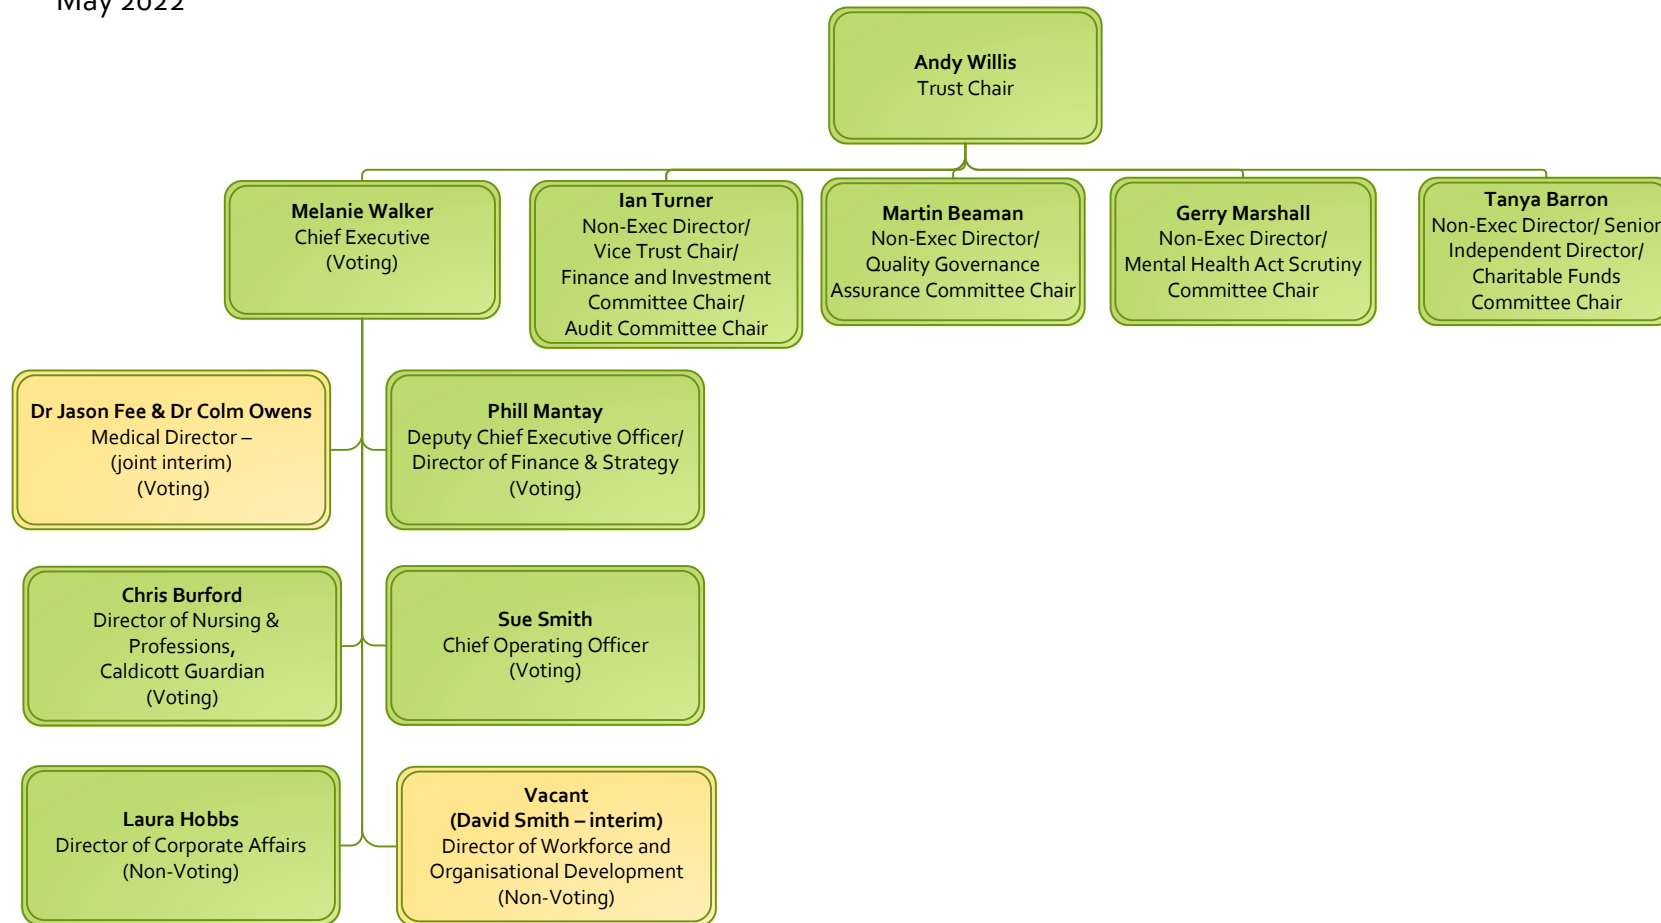 May 2022
Andy Willis
Trust Chair
Melanie Walker
Chief Executive
(Voting)
Ian Turner
Non-Exec Director/
Vice Trust Chair/
Finance and Investment
Committee Chair/
Audit Committee Chair
Martin Beaman
Non-Exec Director/
Quality Governance
Assurance Committee Chair
Gerry Marshall
Non-Exec Director/
Mental Health Act Scrutiny
Committee Chair
Tanya Barron
Non-Exec Director/ Senior
Independent Director/
Charitable Funds
Committee Chair
Dr Jason Fee & Dr Colm Owens
Medical Director –
(joint interim)
(Voting)
Phill Mantay
Deputy Chief Executive Officer/
Director of Finance & Strategy
(Voting)
Chris Burford
Director of Nursing &
Professions,
Caldicott Guardian
(Voting)
Sue Smith
Chief Operating Officer
(Voting)
Laura Hobbs
Director of Corporate Affairs
(Non-Voting)
Vacant
(David Smith – interim)
Director of Workforce and
Organisational Development
(Non-Voting)